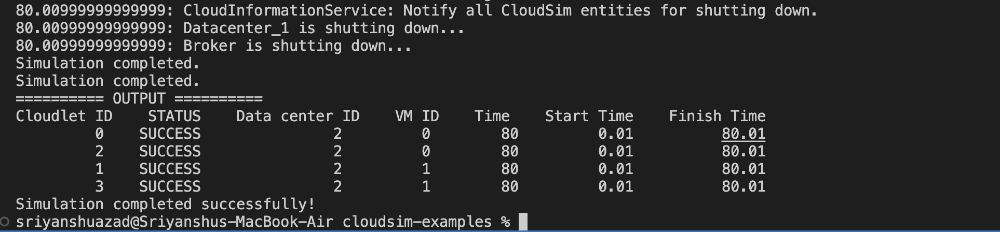 80.00999999999999: CloudInformationService: Notify all CloudSim entities for shutting down.
80.00999999999999: Datacenter_1 is shutting down...
80.00999999999999: Broker is shutting down...
Simulation completed.
Simulation completed.
========== OUTPUT ==========
Cloudlet ID    STATUS    Data center ID    VM ID    Time    Start Time    Finish Time
         0    SUCCESS               2         0        80         0.01          80.01
         2    SUCCESS               2         0        80         0.01          80.01
         1    SUCCESS               2         1        80         0.01          80.01
         3    SUCCESS               2         1        80         0.01          80.01
Simulation completed successfully!
sriyanshuazad@Sriyanshus-MacBook-Air cloudsim-examples %